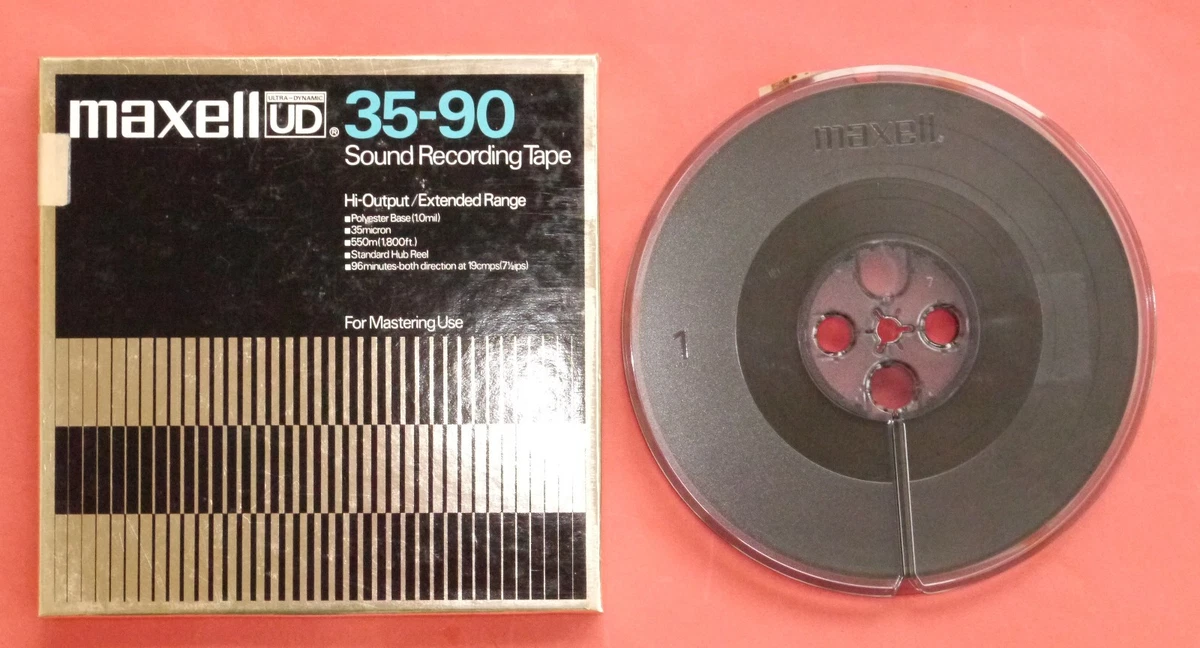 maxell ULTRA-DYNAMIC UD ® 35-90
Sound Recording Tape
Hi-Output/Extended Range
■Polyester Base(1.0mil)
■35micron
■550m(1,800ft.)
■Standard Hub Reel
■96minutes-both direction at 19cmps(7½ips)
For Mastering Use
maxell.
7
1